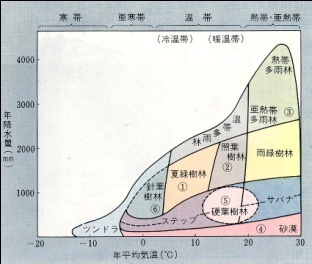 寒帯 亜寒帯 温帯 熱帯・亜熱帯
(冷温帯) (暖温帯)
年降水量 mm
4000
3000
2000
1000
熱帯多雨林
③
亜熱帯多雨林
温帯多雨林
照葉樹林
②
雨緑樹林
夏緑樹林
①
針葉樹林
⑥
⑤
硬葉樹林
サバナ
ステップ
ツンドラ
④ 砂漠
-20 -10 0 10 20 30
年平均気温(℃)